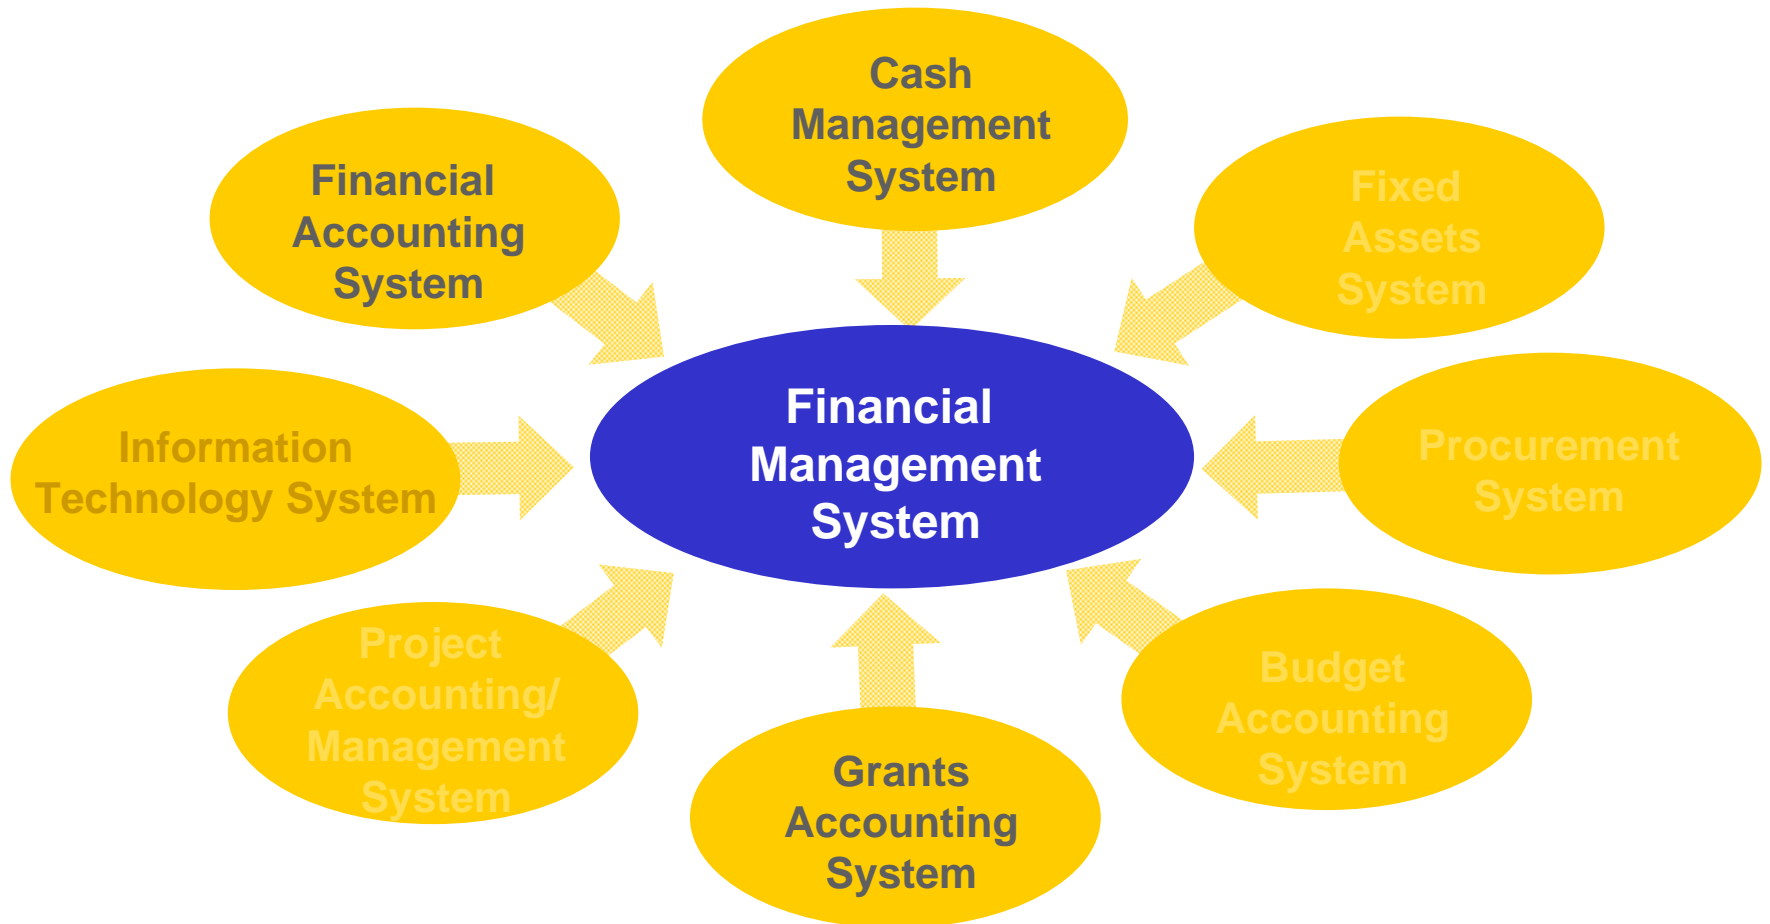 Cash
Management
System
Financial
Accounting
System
Fixed
Assets
System
Financial
Management
System
Information
Technology System
Procurement
System
Project
Accounting/
Management
System
Budget
Accounting
System
Grants
Accounting
System